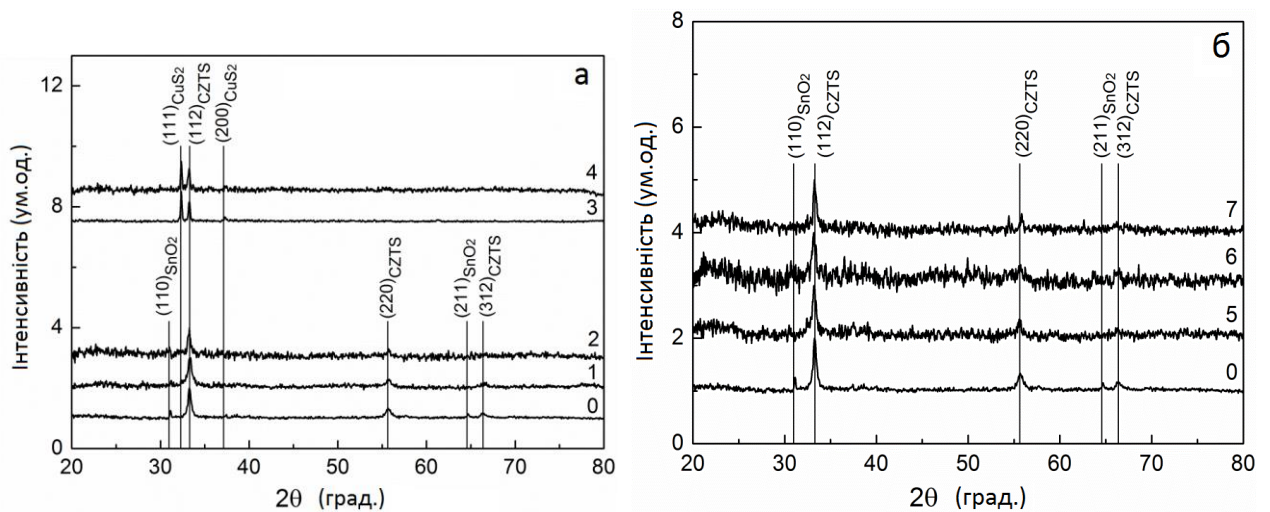 а
Інтенсивність (ум.од.)
12
8
4
0
(111)CuS2
(112)CZTS
(200)CuS2
4
3
(110)SnO2
(220)CZTS
(211)SnO2
(312)CZTS
2
1
0
20 30 40 50 60 70 80
2θ (град.)
б
Інтенсивність (ум.од.)
8
6
4
2
0
(110)SnO2
(112)CZTS
(220)CZTS
(211)SnO2
(312)CZTS
7
6
5
0
20 30 40 50 60 70 80
2θ (град.)